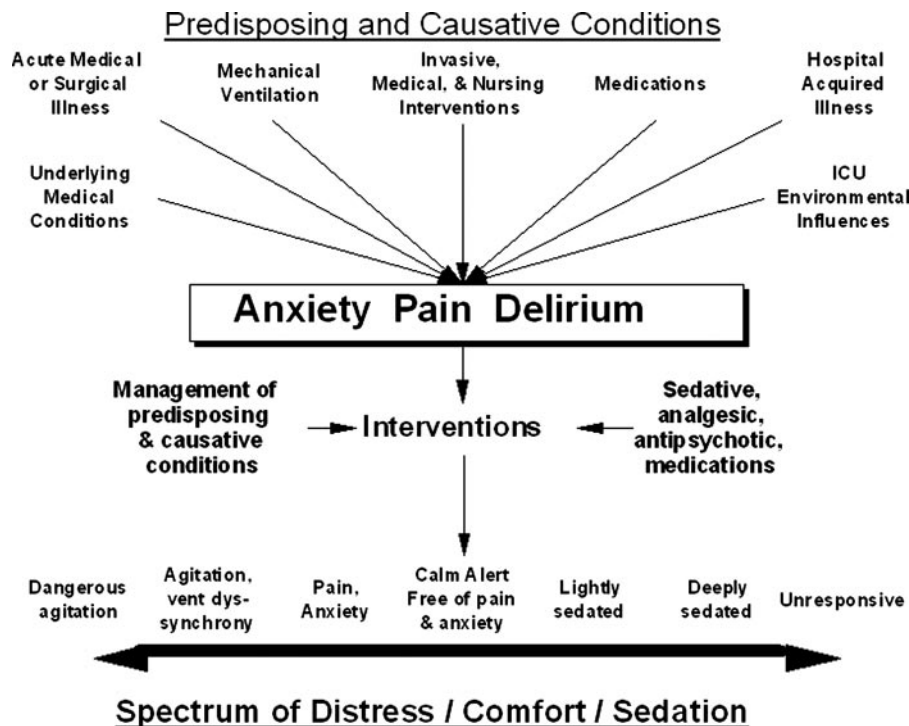 Predisposing and Causative Conditions
Acute Medical
or Surgical
Illness
Mechanical
Ventilation
Invasive,
Medical, & Nursing
Interventions
Medications
Hospital
Acquired
Illness
Underlying
Medical
Conditions
ICU
Environmental
Influences
Anxiety Pain Delirium
Management of
predisposing
& causative
conditions
Interventions
Sedative,
analgesic,
antipsychotic,
medications
Dangerous
agitation
Agitation,
vent dys-
synchrony
Pain,
Anxiety
Calm Alert
Free of pain
& anxiety
Lightly
sedated
Deeply
sedated
Unresponsive
Spectrum of Distress / Comfort / Sedation